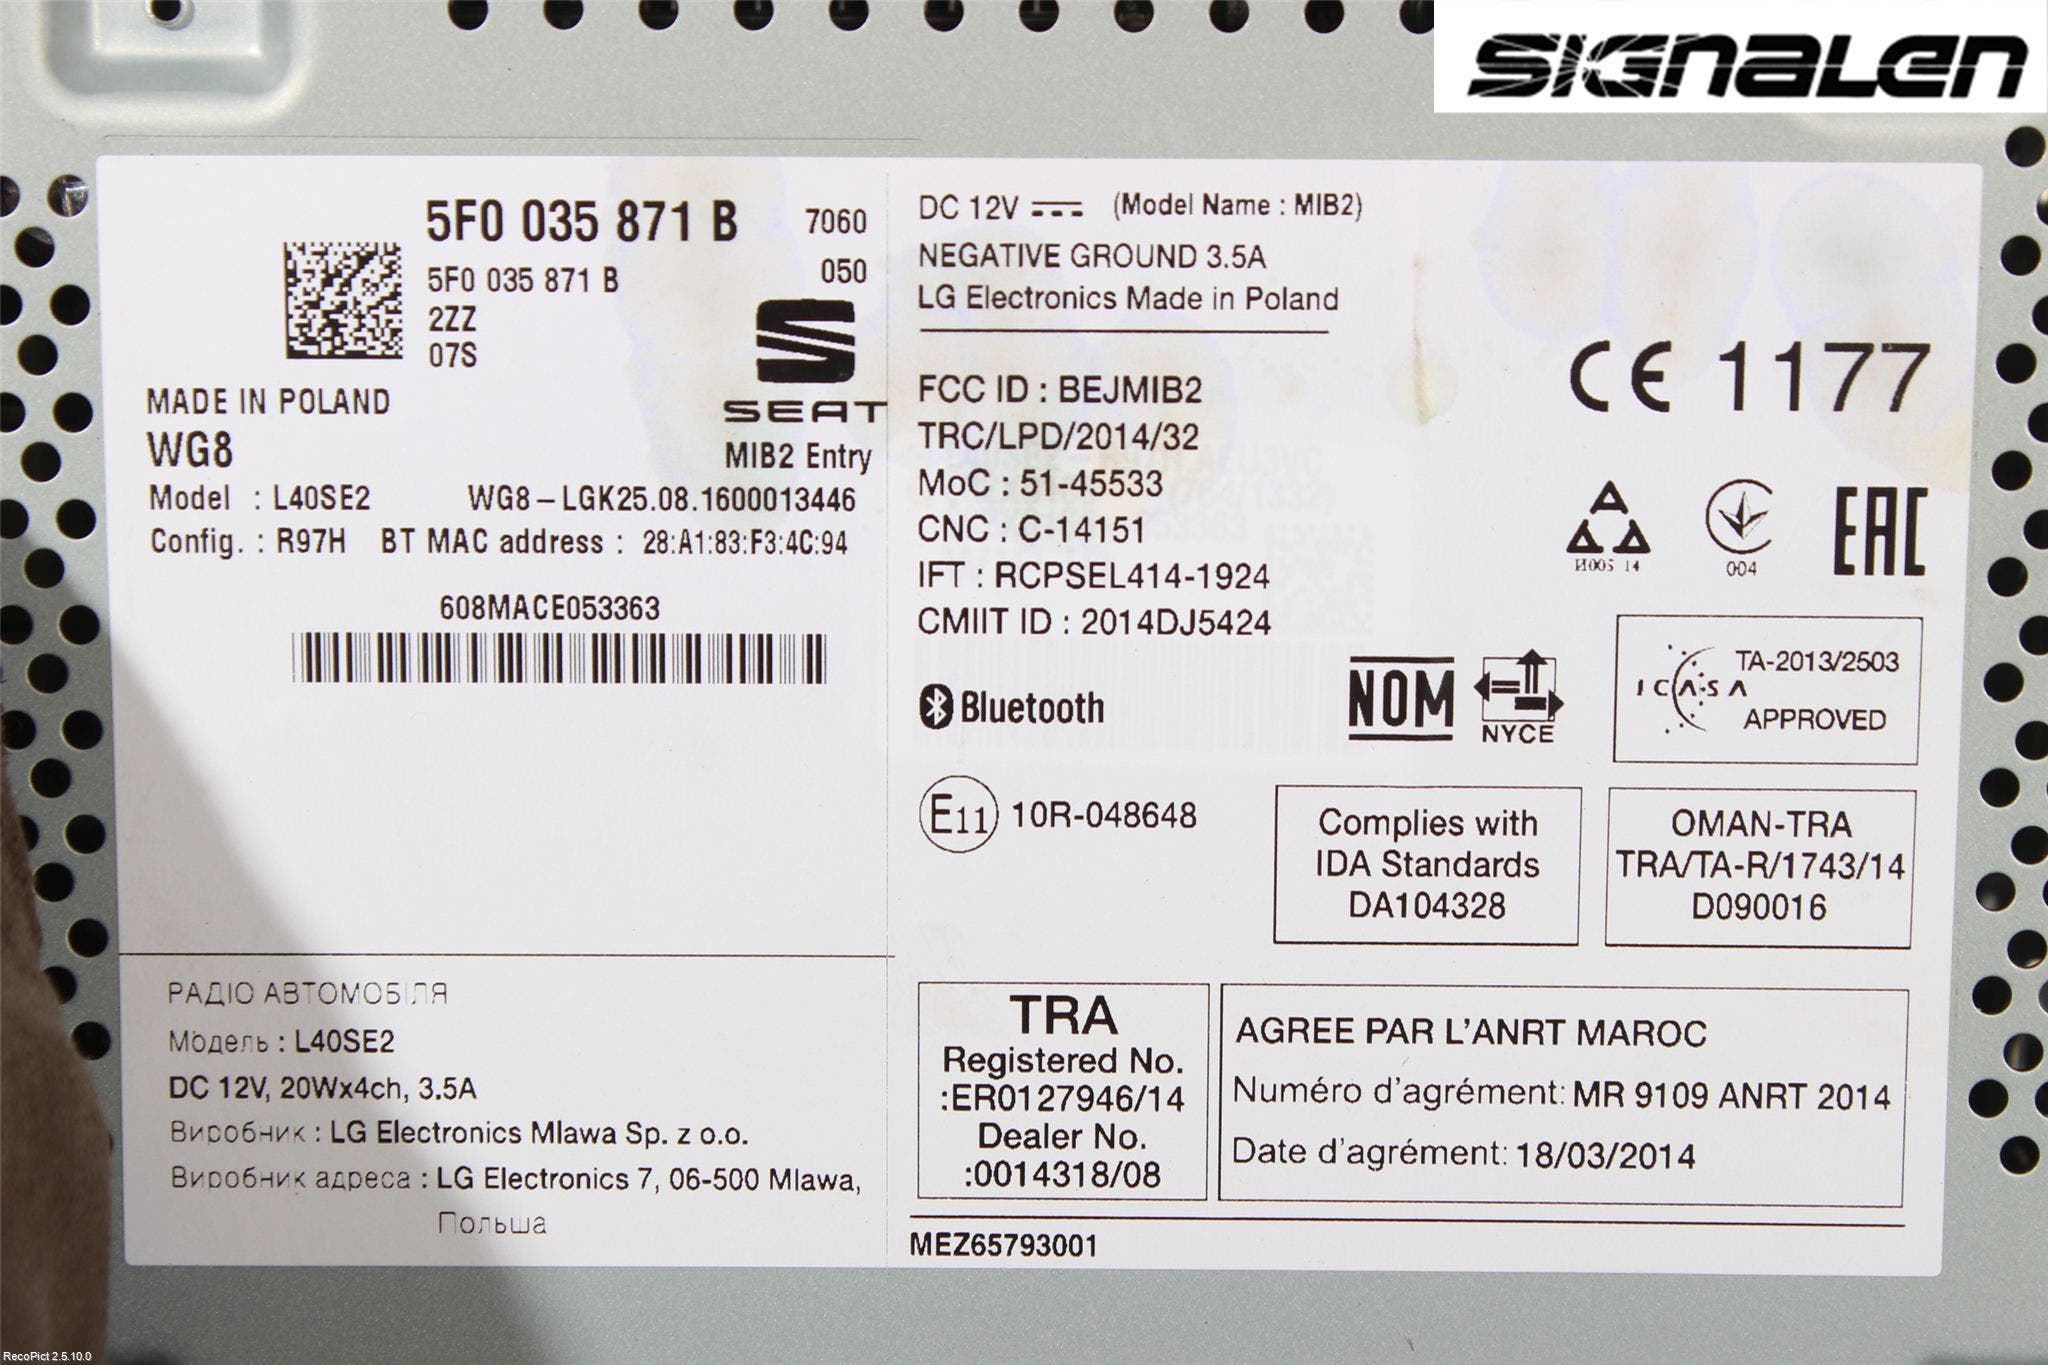 SIGNALEN
5F0 035 871 B 7060
5F0 035 871 B 050
2ZZ
07S
SEAT
MADE IN POLAND
WG8
MIB2 Entry
Model : L40SE2 WG8-LGK25.08.1600013446
Config. : R97H BT MAC address : 28:A1:83:F3:4C:94
608MACE053363
РАДІО АВТОМОБІЛЯ
Модель : L40SE2
DC 12V, 20Wx4ch, 3.5A
Виробник : LG Electronics Mlawa Sp. z o.o.
Виробник адреса : LG Electronics 7, 06-500 Mlawa,
Польша
DC 12V (Model Name : MIB2)
NEGATIVE GROUND 3.5A
LG Electronics Made in Poland
FCC ID : BEJMIB2
TRC/LPD/2014/32
MoC : 51-45533
CNC : C-14151
IFT : RCPSEL414-1924
CMIIT ID : 2014DJ5424
CE 1177
И005 14
004
EAC
Bluetooth
NOM
NYCE
ICASA
TA-2013/2503
APPROVED
E11 10R-048648
Complies with
IDA Standards
DA104328
OMAN-TRA
TRA/TA-R/1743/14
D090016
TRA
Registered No.
:ER0127946/14
Dealer No.
:0014318/08
AGREE PAR L'ANRT MAROC
Numéro d'agrément: MR 9109 ANRT 2014
Date d'agrément: 18/03/2014
MEZ65793001
RecoPict 2.5.10.0